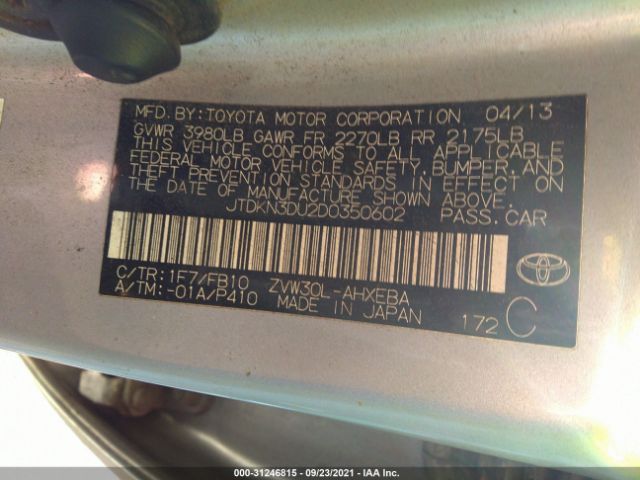 MFD.BY:TOYOTA MOTOR CORPORATION 04/13
GVWR 3980LB GAWR FR 2270LB RR 2175LB
THIS VEHICLE CONFORMS TO ALL APPLICABLE
FEDERAL MOTOR VEHICLE SAFETY,BUMPER,AND
THEFT PREVENTION STANDARDS IN EFFECT ON
THE DATE OF MANUFACTURE SHOWN ABOVE.
JTDKN3DU2D0350602 PASS.CAR
C/TR:1F7/FB10 ZVW30L-AHXEBA
A/TM:-01A/P410 MADE IN JAPAN
172 C
000-31246815 - 09/23/2021 - IAA Inc.